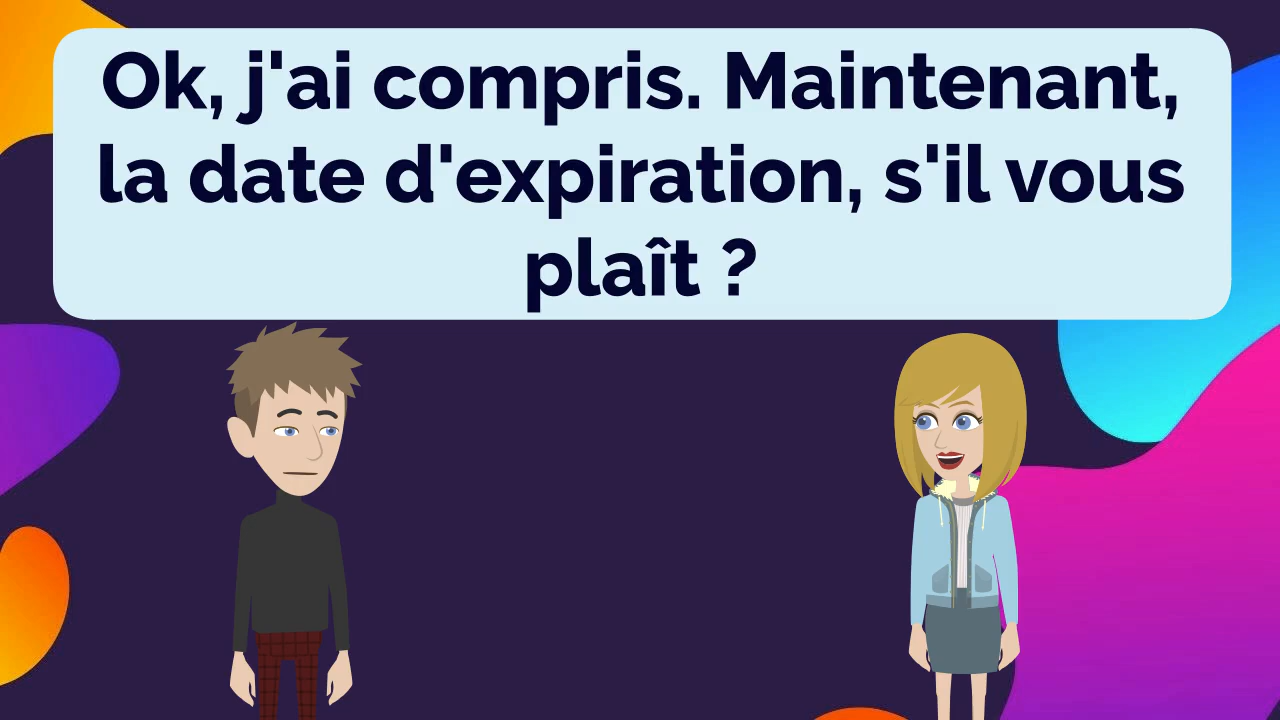 Ok, j'ai compris. Maintenant,
la date d'expiration, s'il vous
plaît ?